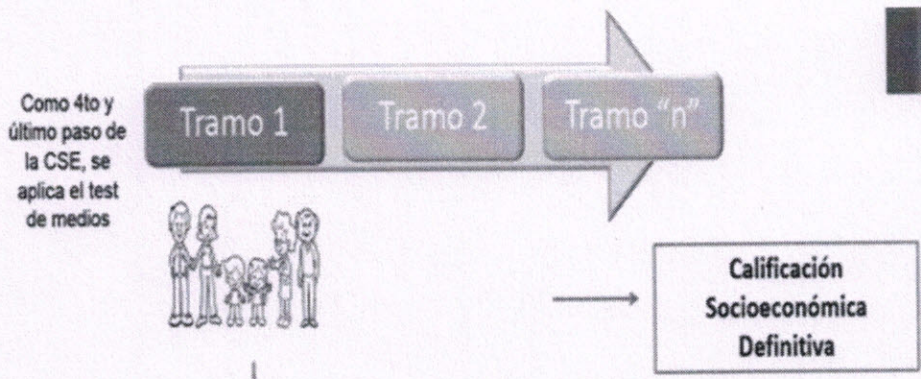 Como 4to y
último paso de
la CSE, se
aplica el test
de medios
Tramo 1
Tramo 2
Tramo “n”
Calificación
Socioeconómica
Definitiva